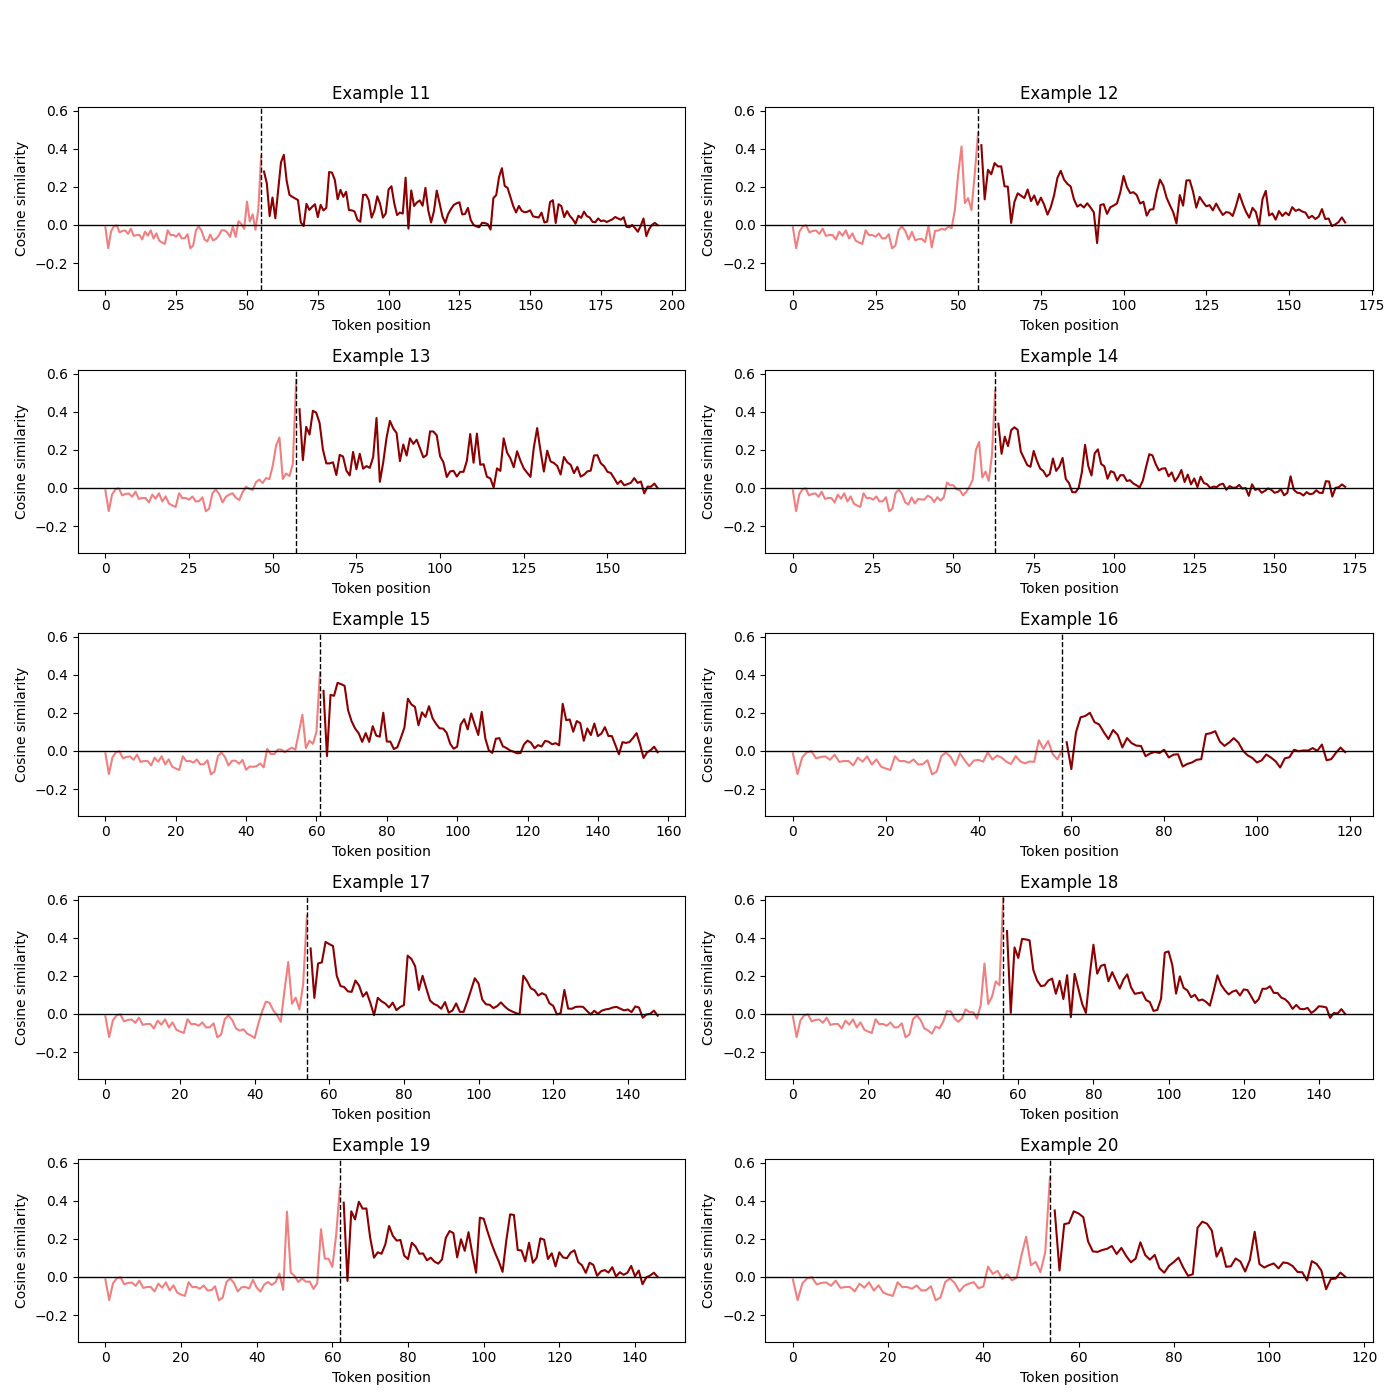 Example 11
Cosine similarity
0.6
0.4
0.2
0.0
−0.2
0 25 50 75 100 125 150 175 200
Token position
Example 12
Cosine similarity
0.6
0.4
0.2
0.0
−0.2
0 25 50 75 100 125 150 175
Token position
Example 13
Cosine similarity
0.6
0.4
0.2
0.0
−0.2
0 25 50 75 100 125 150
Token position
Example 14
Cosine similarity
0.6
0.4
0.2
0.0
−0.2
0 25 50 75 100 125 150 175
Token position
Example 15
Cosine similarity
0.6
0.4
0.2
0.0
−0.2
0 20 40 60 80 100 120 140 160
Token position
Example 16
Cosine similarity
0.6
0.4
0.2
0.0
−0.2
0 20 40 60 80 100 120
Token position
Example 17
Cosine similarity
0.6
0.4
0.2
0.0
−0.2
0 20 40 60 80 100 120 140
Token position
Example 18
Cosine similarity
0.6
0.4
0.2
0.0
−0.2
0 20 40 60 80 100 120 140
Token position
Example 19
Cosine similarity
0.6
0.4
0.2
0.0
−0.2
0 20 40 60 80 100 120 140
Token position
Example 20
Cosine similarity
0.6
0.4
0.2
0.0
−0.2
0 20 40 60 80 100 120
Token position